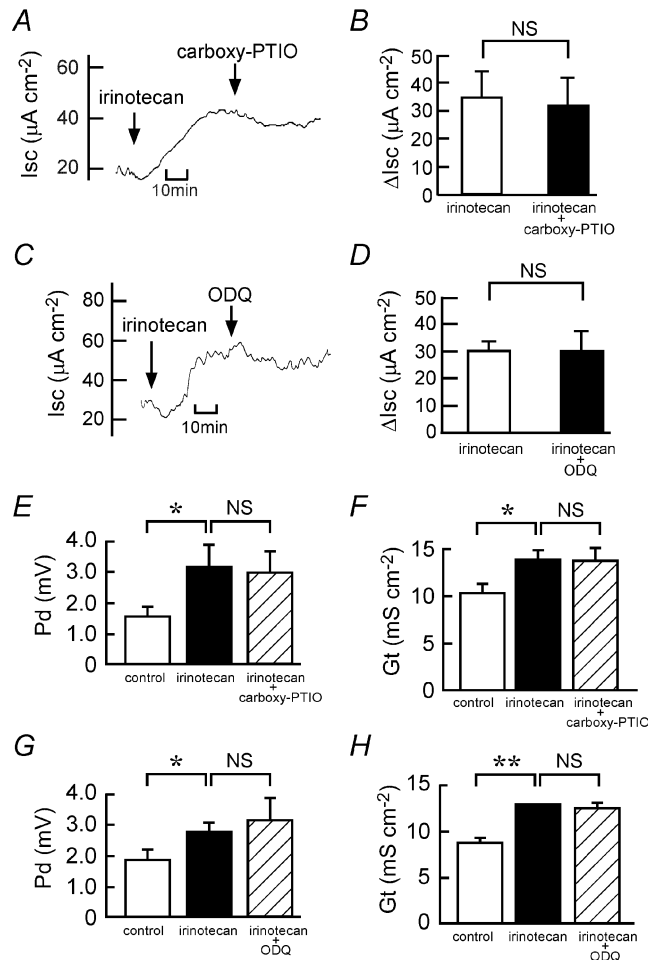 A
Isc (μA cm-2)
60
40
20
irinotecan
carboxy-PTIO
10min
B
NS
ΔIsc (μA cm-2)
50
40
30
20
10
0
irinotecan
irinotecan
+
carboxy-PTIO
C
Isc (μA cm-2)
80
60
40
20
irinotecan
ODQ
10min
D
NS
ΔIsc (μA cm-2)
50
40
30
20
10
0
irinotecan
irinotecan
+
ODQ
E
* NS
Pd (mV)
4.0
3.0
2.0
1.0
0
control
irinotecan
irinotecan
+
carboxy-PTIO
F
* NS
Gt (mS cm-2)
15
10
5
0
control
irinotecan
irinotecan
+
carboxy-PTIO
G
* NS
Pd (mV)
4.0
3.0
2.0
1.0
0
control
irinotecan
irinotecan
+
ODQ
H
** NS
Gt (mS cm-2)
15
10
5
0
control
irinotecan
irinotecan
+
ODQ